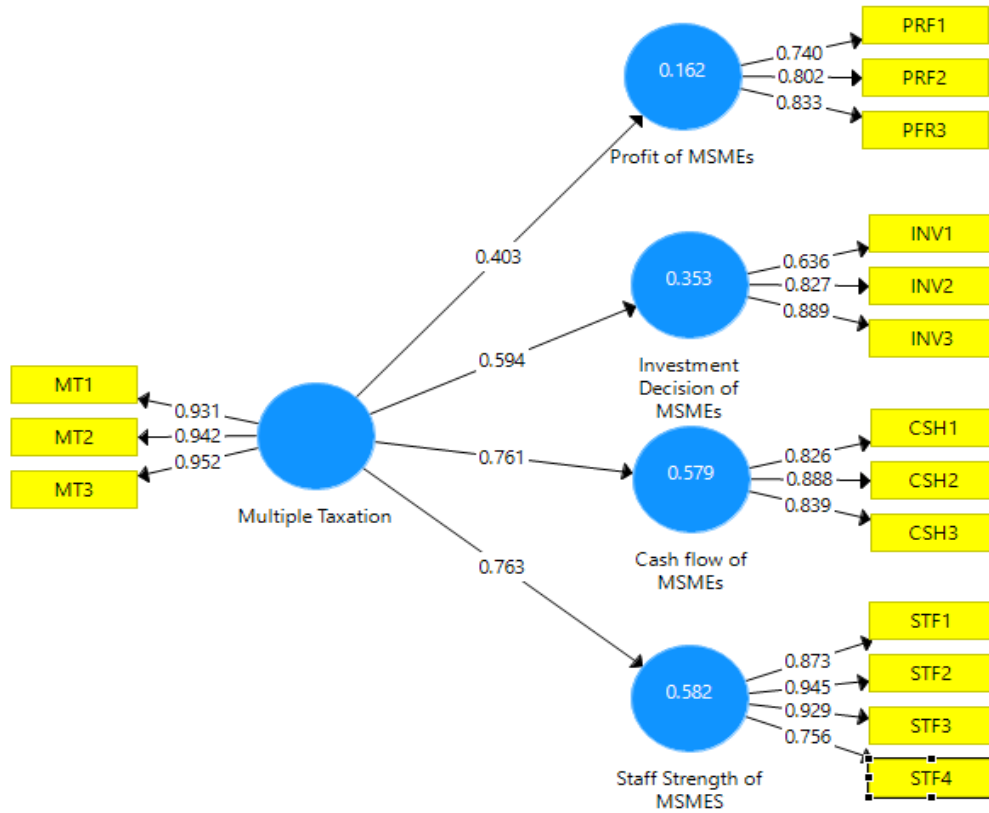 PRF1
0.740
PRF2
0.802
PFR3
0.833
0.162
Profit of MSMEs
0.403
INV1
0.636
INV2
0.827
INV3
0.889
0.353
Investment
Decision of
MSMEs
0.594
MT1
0.931
MT2
0.942
MT3
0.952
Multiple Taxation
0.761
CSH1
0.826
CSH2
0.888
CSH3
0.839
0.579
Cash flow of
MSMEs
0.763
STF1
0.873
STF2
0.945
STF3
0.929
STF4
0.756
0.582
Staff Strength of
MSMES